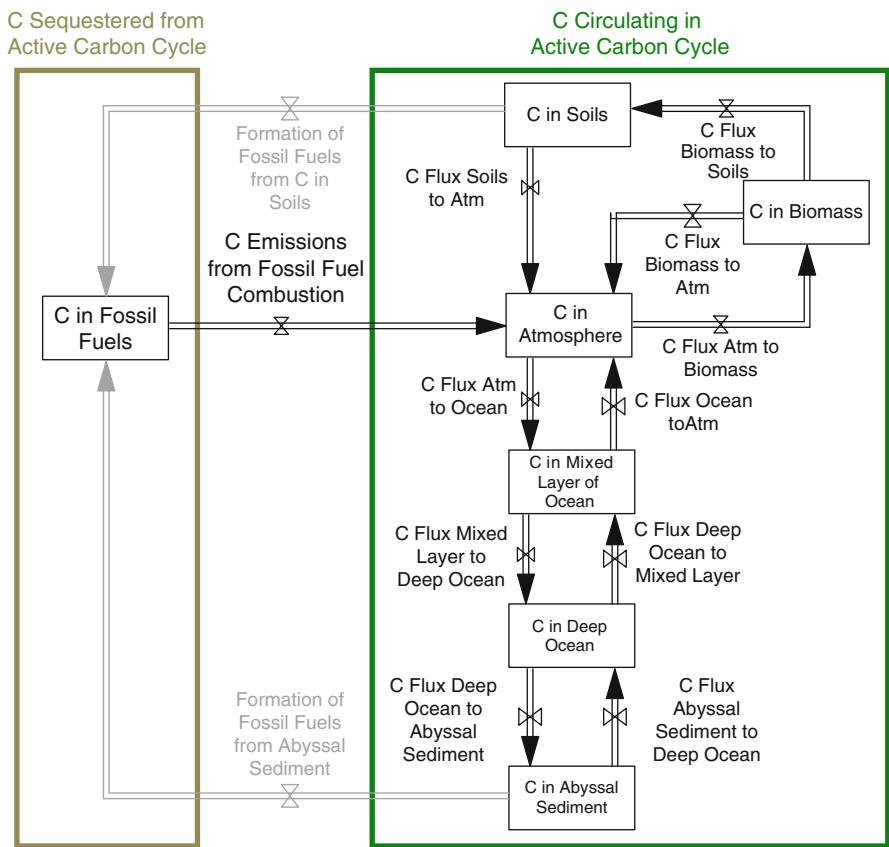 C Sequestered from
Active Carbon Cycle
C Circulating in
Active Carbon Cycle
Formation of
Fossil Fuels
from C in
Soils
C in Soils
C Flux
Biomass to
Soils
C Flux Soils
to Atm
C in Biomass
C Flux
Biomass to
Atm
C Emissions
from Fossil Fuel
Combustion
C in Fossil
Fuels
C in
Atmosphere
C Flux Atm to
Biomass
C Flux Atm
to Ocean
C Flux Ocean
toAtm
C in Mixed
Layer of
Ocean
C Flux Mixed
Layer to
Deep Ocean
C Flux Deep
Ocean to
Mixed Layer
C in Deep
Ocean
Formation of
Fossil Fuels
from Abyssal
Sediment
C Flux Deep
Ocean to
Abyssal
Sediment
C Flux
Abyssal
Sediment to
Deep Ocean
C in Abyssal
Sediment